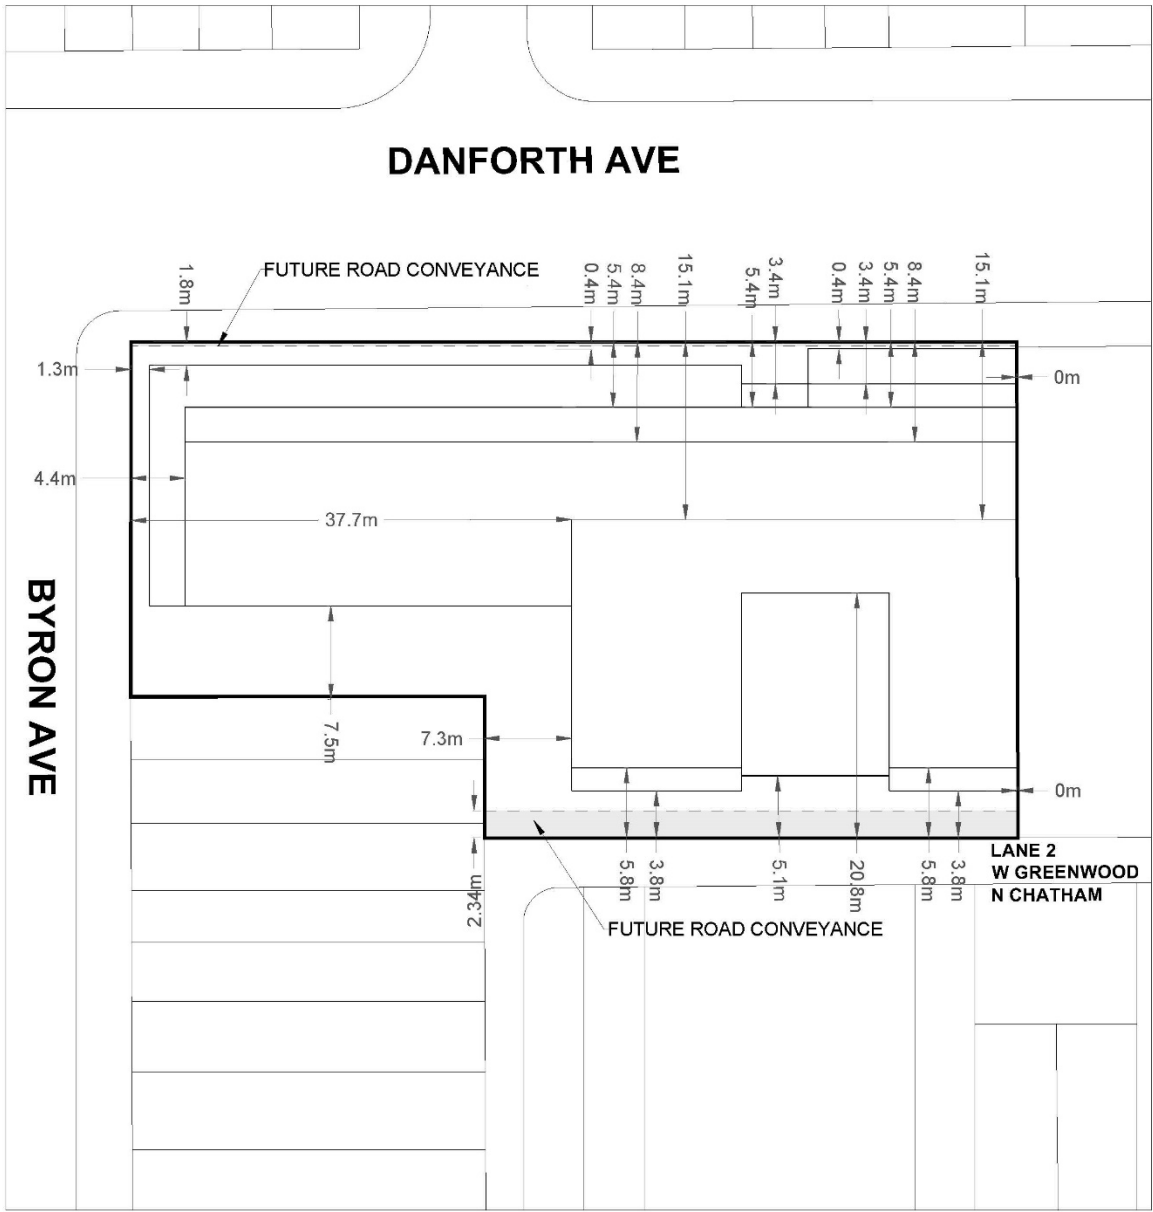 DANFORTH AVE
FUTURE ROAD CONVEYANCE
1.8m
0.4m
5.4m
8.4m
15.1m
5.4m
3.4m
0.4m
3.4m
5.4m
8.4m
15.1m
1.3m
0m
4.4m
37.7m
BYRON AVE
7.5m
7.3m
0m
2.34m
5.8m
3.8m
5.1m
20.8m
5.8m
3.8m
LANE 2
W GREENWOOD
N CHATHAM
FUTURE ROAD CONVEYANCE